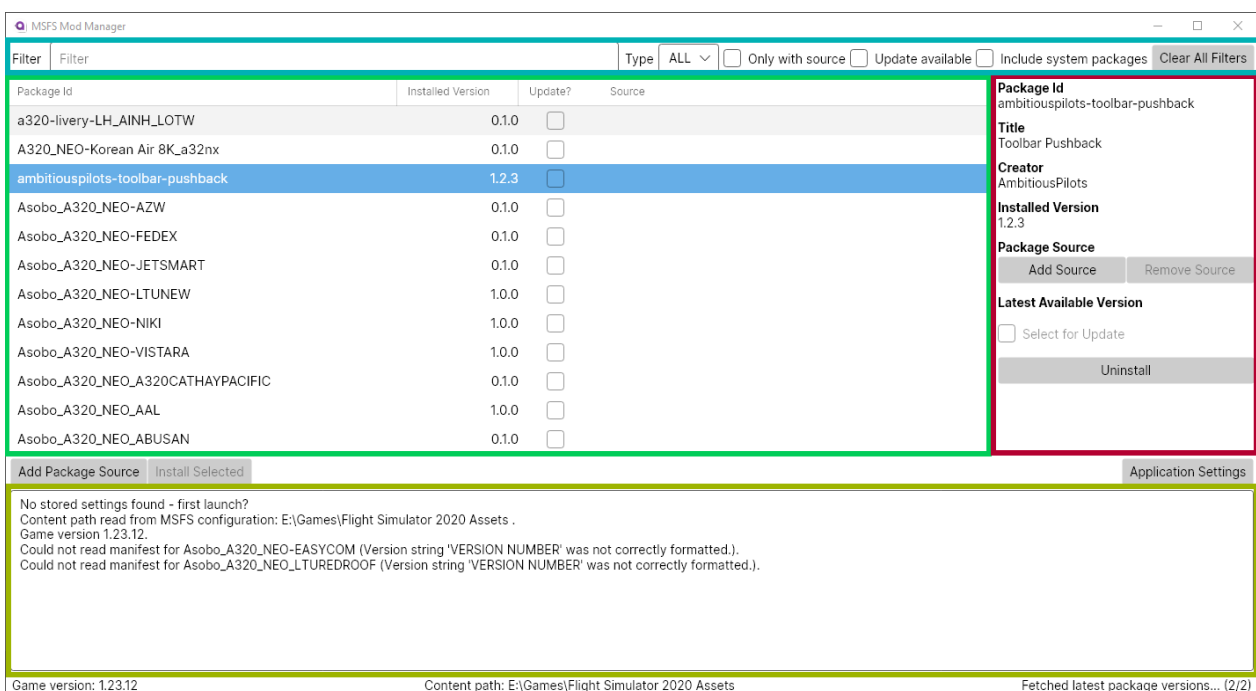 MSFS Mod Manager
Filter Filter Type ALL Only with source Update available Include system packages Clear All Filters
Package Id Installed Version Update? Source
a320-livery-LH_AINH_LOTW 0.1.0
A320_NEO-Korean Air 8K_a32nx 0.1.0
ambitiouspilots-toolbar-pushback 1.2.3
Asobo_A320_NEO-AZW 0.1.0
Asobo_A320_NEO-FEDEX 0.1.0
Asobo_A320_NEO-JETSMART 0.1.0
Asobo_A320_NEO-LTUNEW 1.0.0
Asobo_A320_NEO-NIKI 1.0.0
Asobo_A320_NEO-VISTARA 1.0.0
Asobo_A320_NEO_A320CATHAYPACIFIC 0.1.0
Asobo_A320_NEO_AAL 1.0.0
Asobo_A320_NEO_ABUSAN 0.1.0
Package Id
ambitiouspilots-toolbar-pushback
Title
Toolbar Pushback
Creator
AmbitiousPilots
Installed Version
1.2.3
Package Source
Add Source Remove Source
Latest Available Version
Select for Update
Uninstall
Add Package Source Install Selected Application Settings
No stored settings found - first launch?
Content path read from MSFS configuration: E:\Games\Flight Simulator 2020 Assets .
Game version 1.23.12.
Could not read manifest for Asobo_A320_NEO-EASYCOM (Version string 'VERSION NUMBER' was not correctly formatted.).
Could not read manifest for Asobo_A320_NEO_LTUREDROOF (Version string 'VERSION NUMBER' was not correctly formatted.).
Game version: 1.23.12 Content path: E:\Games\Flight Simulator 2020 Assets Fetched latest package versions... (2/2)